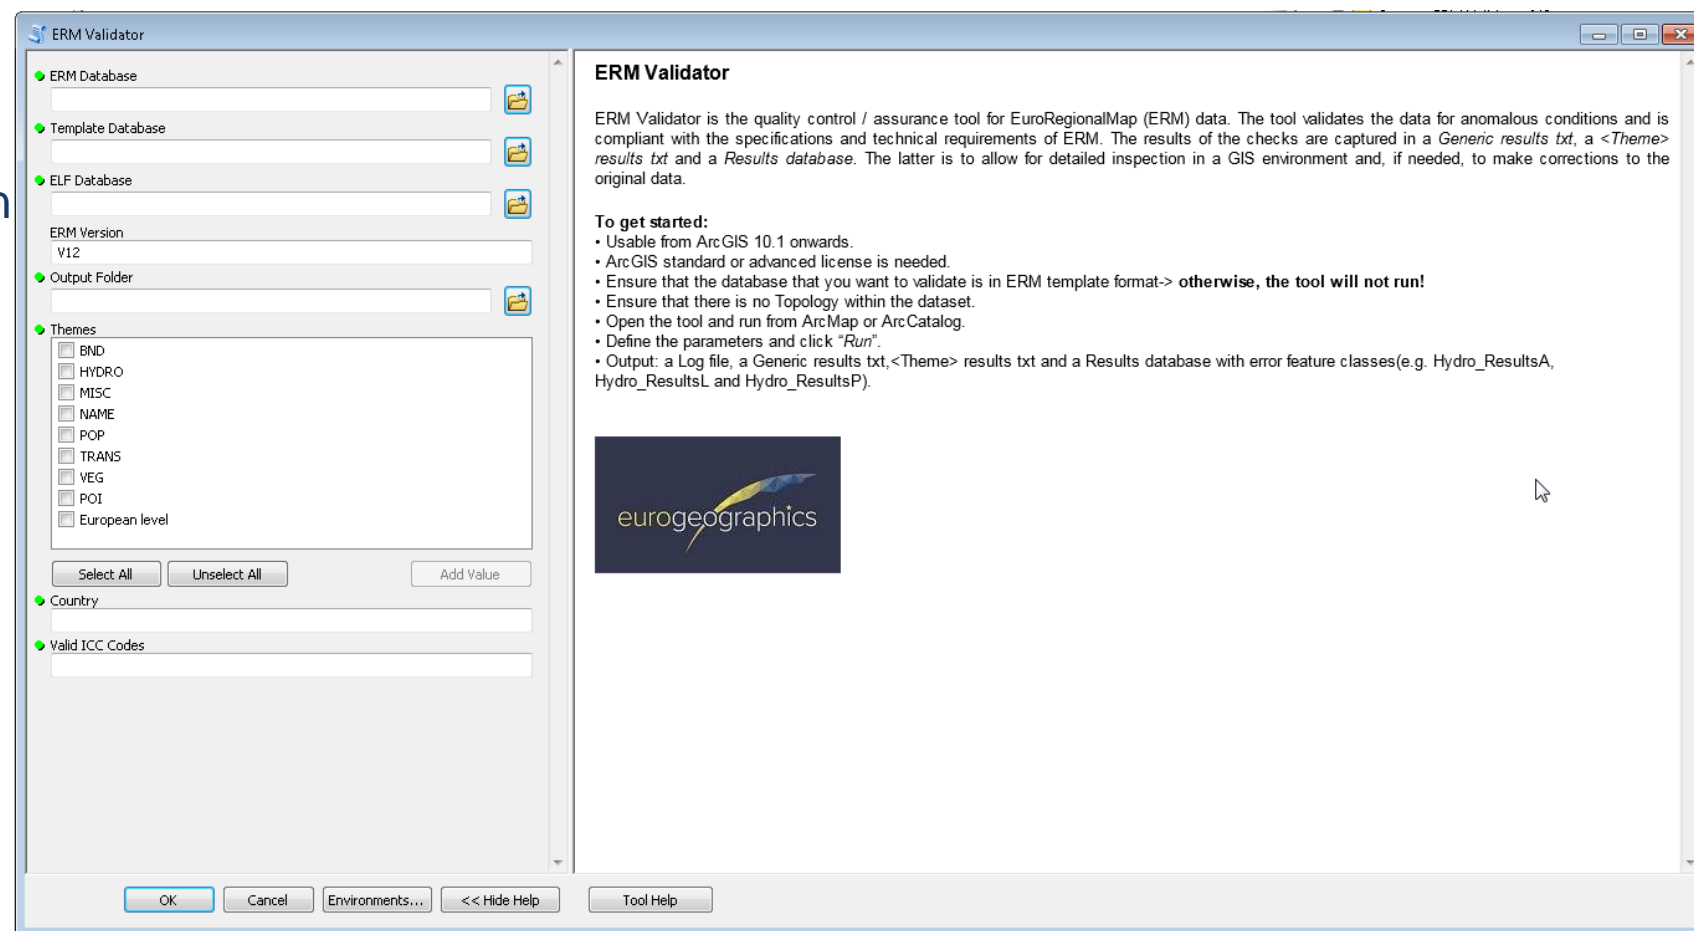 ERM Validator
ERM Database
Template Database
ELF Database
ERM Version
V12
Output Folder
Themes
BND
HYDRO
MISC
NAME
POP
TRANS
VEG
POI
European level
Select All
Unselect All
Add Value
Country
Valid ICC Codes
OK
Cancel
Environments...
<< Hide Help
ERM Validator
ERM Validator is the quality control / assurance tool for EuroRegionalMap (ERM) data. The tool validates the data for anomalous conditions and is
compliant with the specifications and technical requirements of ERM. The results of the checks are captured in a Generic results txt, a <Theme>
results txt and a Results database. The latter is to allow for detailed inspection in a GIS environment and, if needed, to make corrections to the
original data.
To get started:
• Usable from ArcGIS 10.1 onwards.
• ArcGIS standard or advanced license is needed.
• Ensure that the database that you want to validate is in ERM template format-> otherwise, the tool will not run!
• Ensure that there is no Topology within the dataset.
• Open the tool and run from ArcMap or ArcCatalog.
• Define the parameters and click “Run”.
• Output: a Log file, a Generic results txt,<Theme> results txt and a Results database with error feature classes(e.g. Hydro_ResultsA,
Hydro_ResultsL and Hydro_ResultsP).
eurogeographics
Tool Help